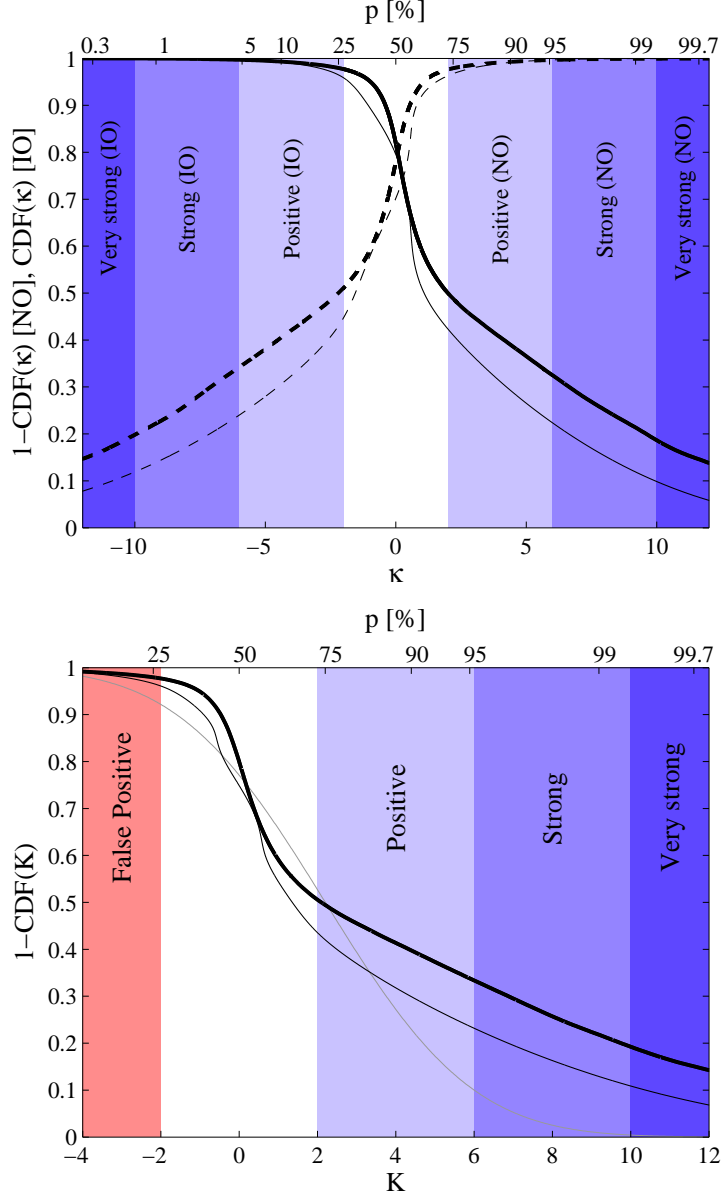 p [%]
0.3 1 5 10 25 50 75 90 95 99 99.7
1
0.9
0.8
0.7
0.6
0.5
0.4
0.3
0.2
0.1
0
1−CDF(κ) [NO], CDF(κ) [IO]
Very strong (IO)
Strong (IO)
Positive (IO)
Positive (NO)
Strong (NO)
Very strong (NO)
−10 −5 0 5 10
κ
p [%]
25 50 75 90 95 99 99.7
1
0.9
0.8
0.7
0.6
0.5
0.4
0.3
0.2
0.1
0
1−CDF(K)
False Positive
Positive
Strong
Very strong
−4 −2 0 2 4 6 8 10 12
K